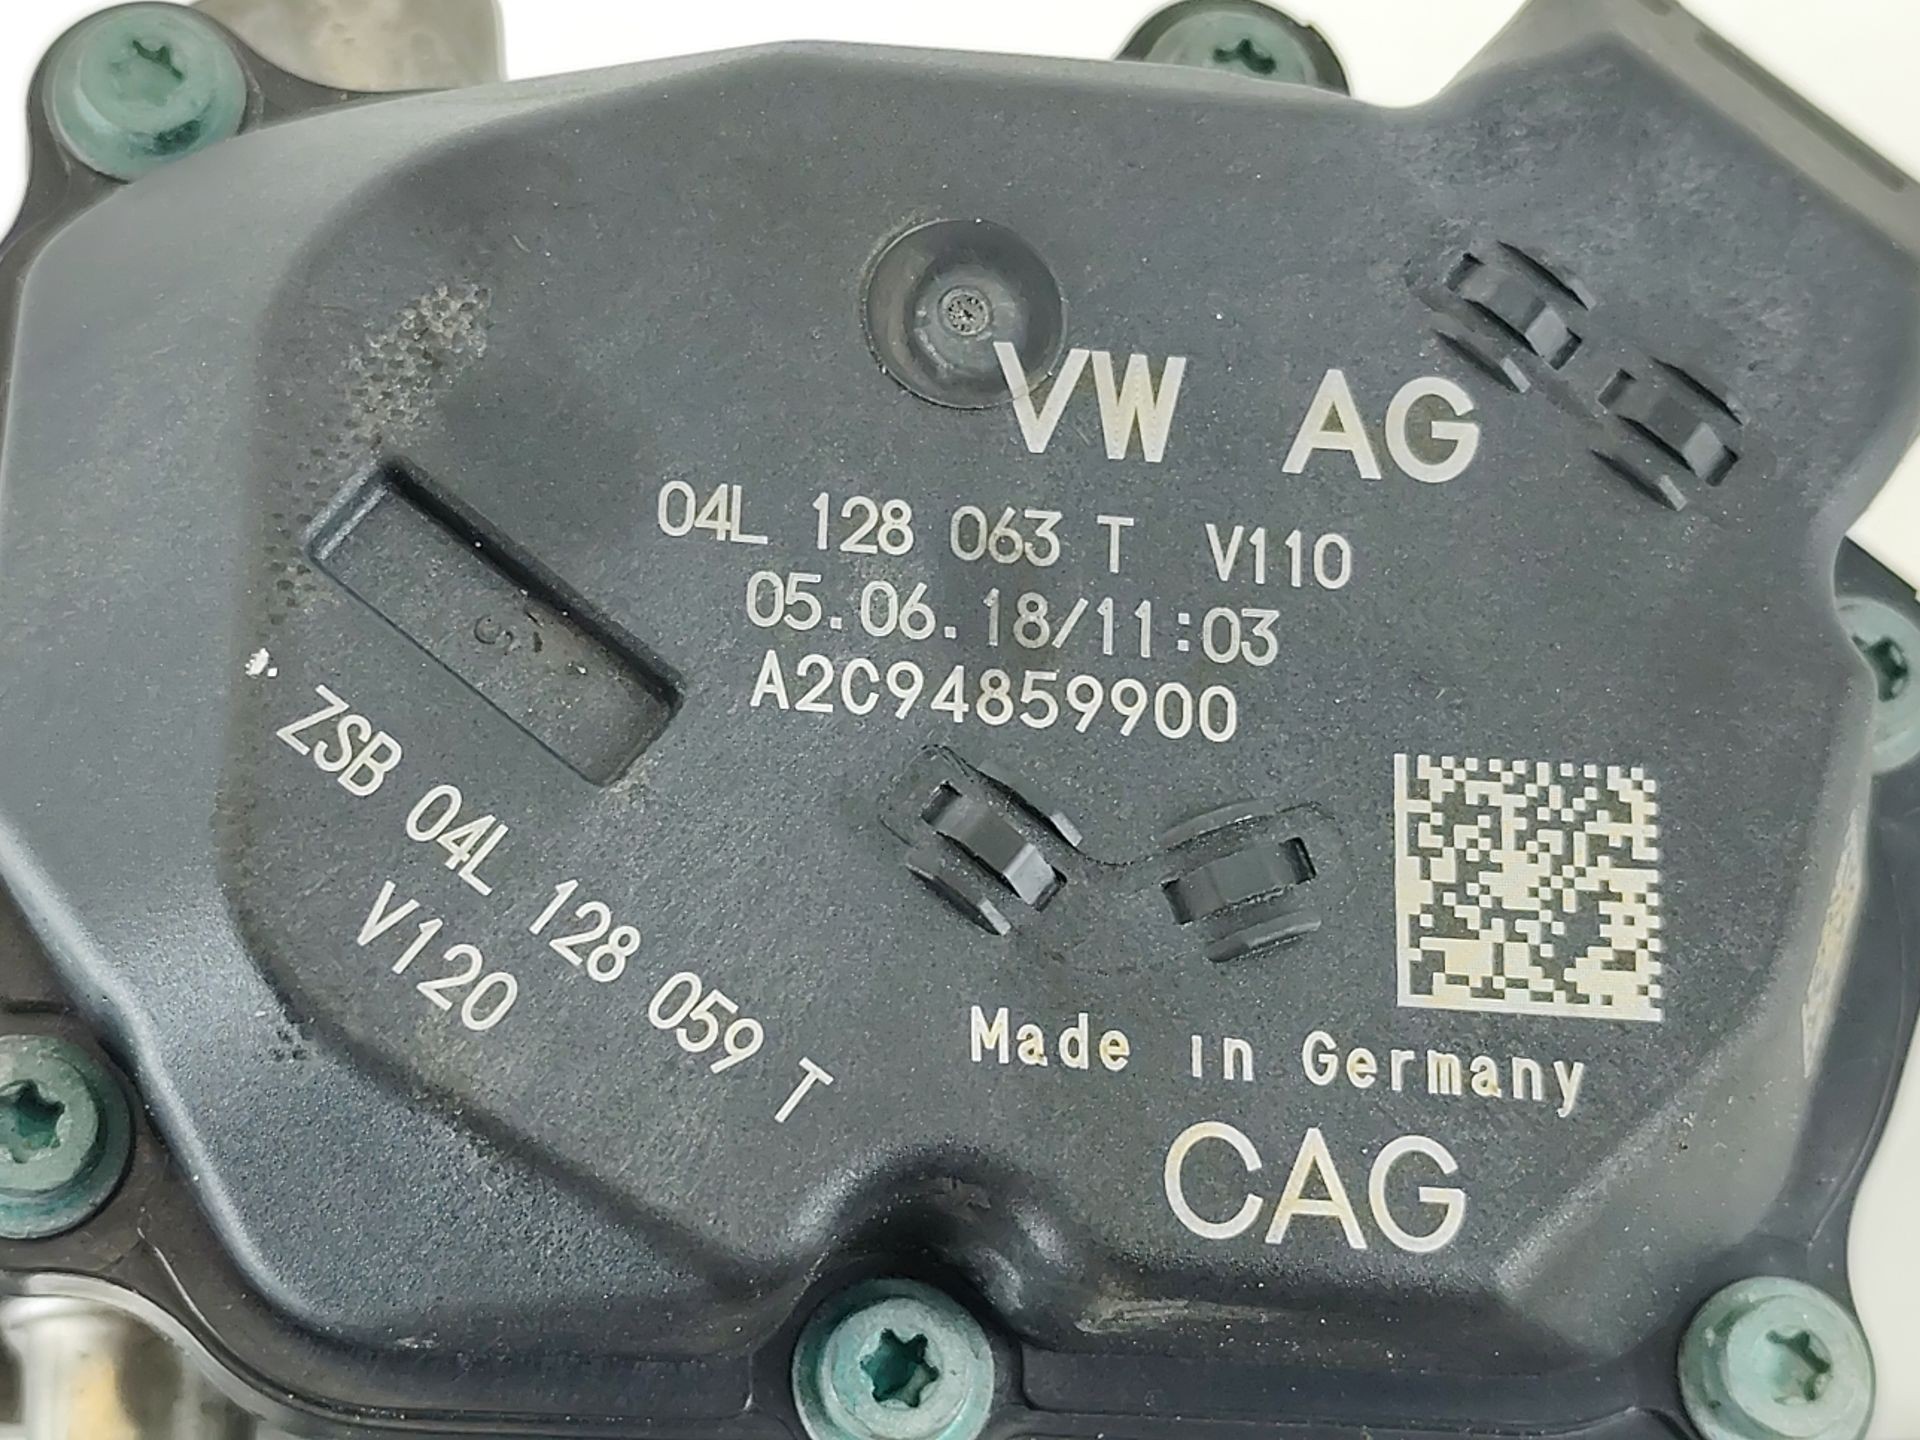 VW AG
04L 128 063 T V110
05.06.18/11:03
A2C94859900
ZSB 04L 128 059 T
V120
Made in Germany
CAG